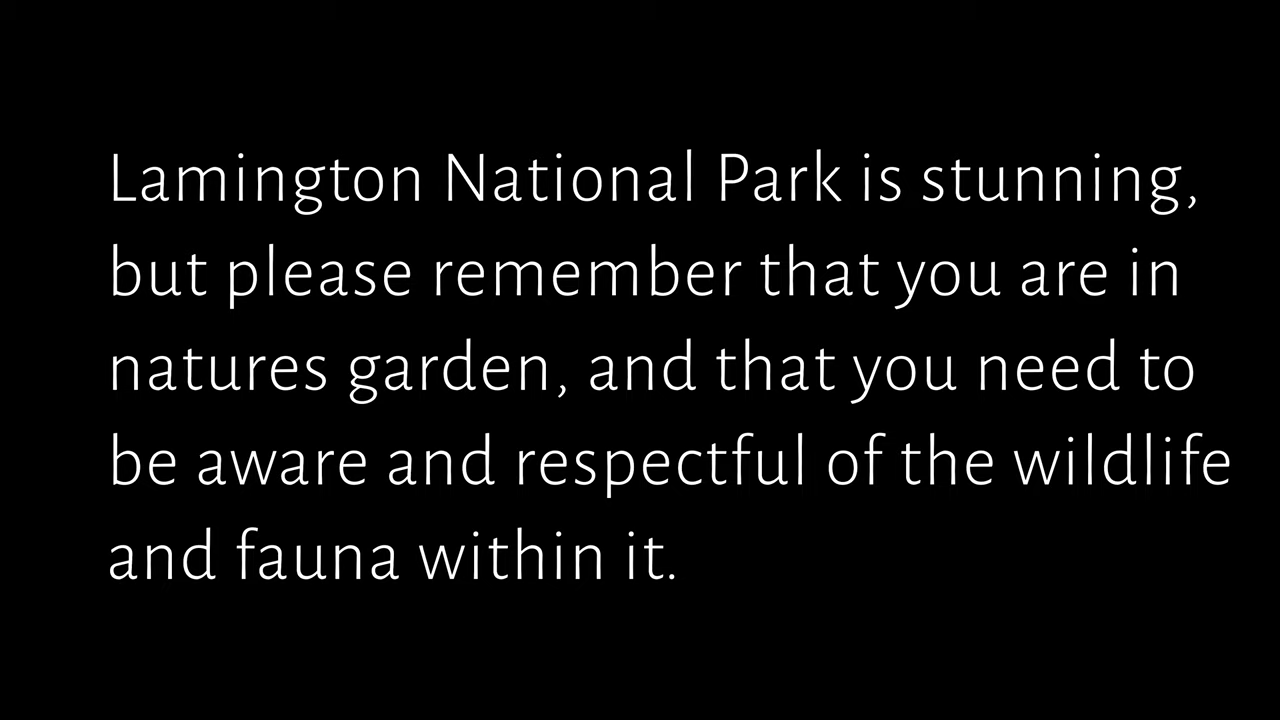 Lamington National Park is stunning,
but please remember that you are in
natures garden, and that you need to
be aware and respectful of the wildlife
and fauna within it.